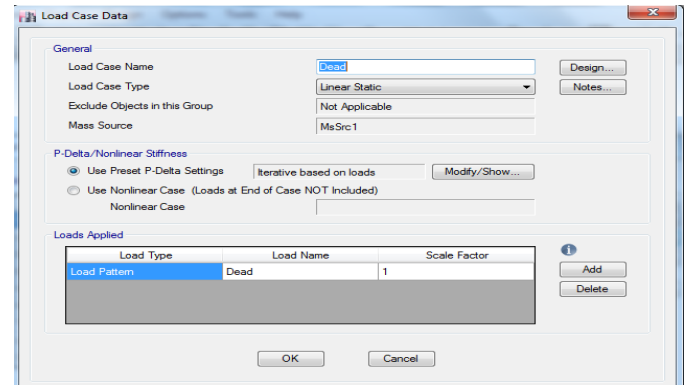 Load Case Data
Options Tools Help
General
Load Case Name Dead Design...
Load Case Type Linear Static Notes...
Exclude Objects in this Group Not Applicable
Mass Source MsSrc1
P-Delta/Nonlinear Stiffness
Use Preset P-Delta Settings Iterative based on loads Modify/Show...
Use Nonlinear Case (Loads at End of Case NOT Included)
Nonlinear Case
Loads Applied
Load Type Load Name Scale Factor
Load Pattern Dead 1 Add
Delete
OK Cancel